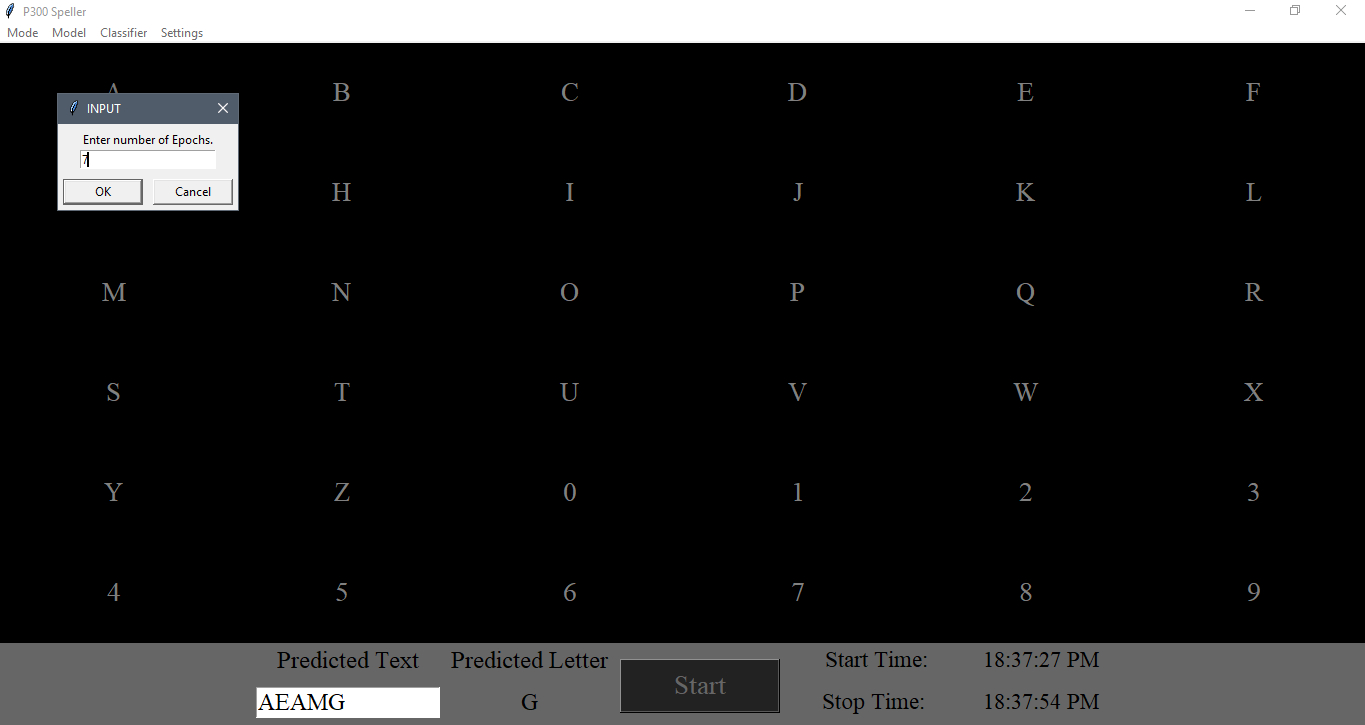 P300 Speller
Mode Model Classifier Settings
A B C D E F
INPUT
Enter number of Epochs.
7
OK Cancel
H I J K L
M N O P Q R
S T U V W X
Y Z 0 1 2 3
4 5 6 7 8 9
Predicted Text Predicted Letter Start Time: 18:37:27 PM
Start
AEAMG G Stop Time: 18:37:54 PM